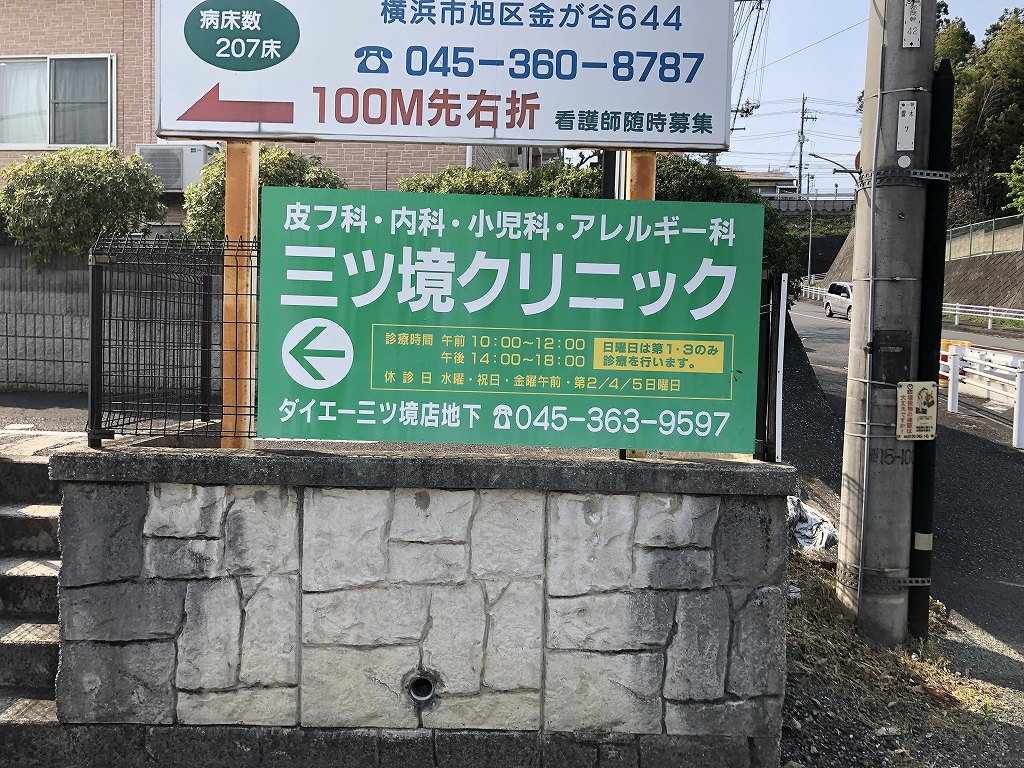 病床数
207床
横浜市旭区金が谷644
☎045-360-8787
100M先右折 看護師随時募集
皮フ科・内科・小児科・アレルギー科
三ツ境クリニック
診療時間 午前 10:00〜12:00
午後 14:00〜18:00
日曜日は第1・3のみ
診療を行います。
休診日 水曜・祝日・金曜午前・第2/4/5日曜日
ダイエー三ツ境店地下 ☎045-363-9597
42
7